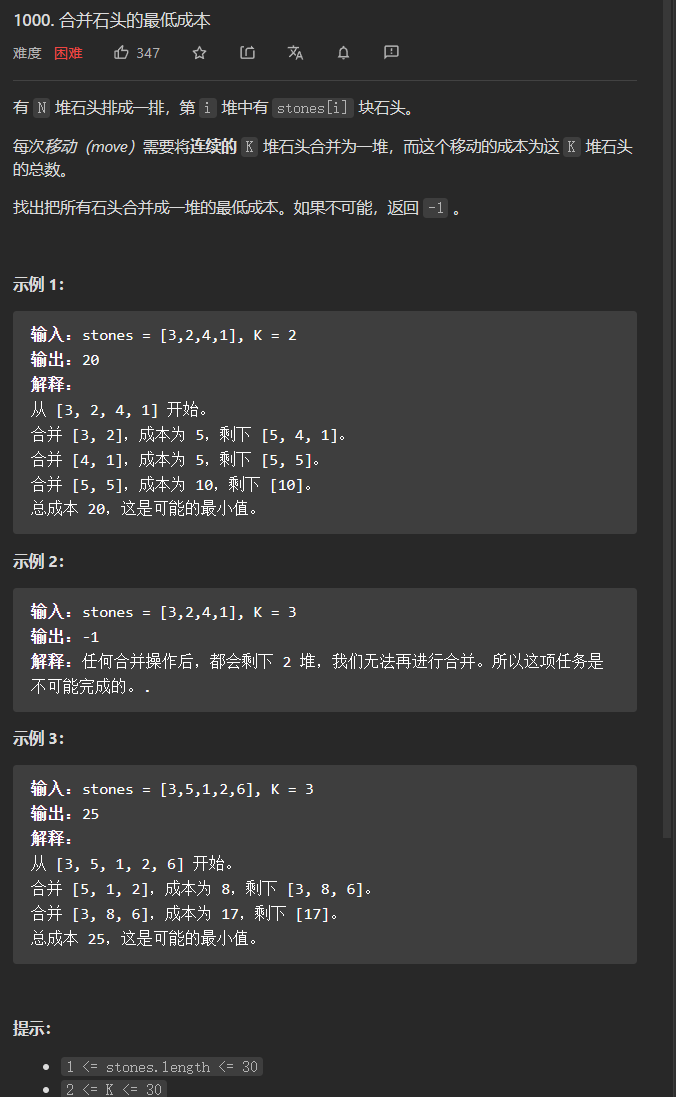 1000. 合并石头的最低成本
难度 困难 347
有 N 堆石头排成一排，第 i 堆中有 stones[i] 块石头。
每次移动（move）需要将连续的 K 堆石头合并为一堆，而这个移动的成本为这 K 堆石头
的总数。
找出把所有石头合并成一堆的最低成本。如果不可能，返回 -1 。
示例 1：
输入：stones = [3,2,4,1], K = 2
输出：20
解释：
从 [3, 2, 4, 1] 开始。
合并 [3, 2]，成本为 5，剩下 [5, 4, 1]。
合并 [4, 1]，成本为 5，剩下 [5, 5]。
合并 [5, 5]，成本为 10，剩下 [10]。
总成本 20，这是可能的最小值。
示例 2：
输入：stones = [3,2,4,1], K = 3
输出：-1
解释：任何合并操作后，都会剩下 2 堆，我们无法再进行合并。所以这项任务是
不可能完成的。.
示例 3：
输入：stones = [3,5,1,2,6], K = 3
输出：25
解释：
从 [3, 5, 1, 2, 6] 开始。
合并 [5, 1, 2]，成本为 8，剩下 [3, 8, 6]。
合并 [3, 8, 6]，成本为 17，剩下 [17]。
总成本 25，这是可能的最小值。
提示：
1 <= stones.length <= 30
2 <= K <= 30